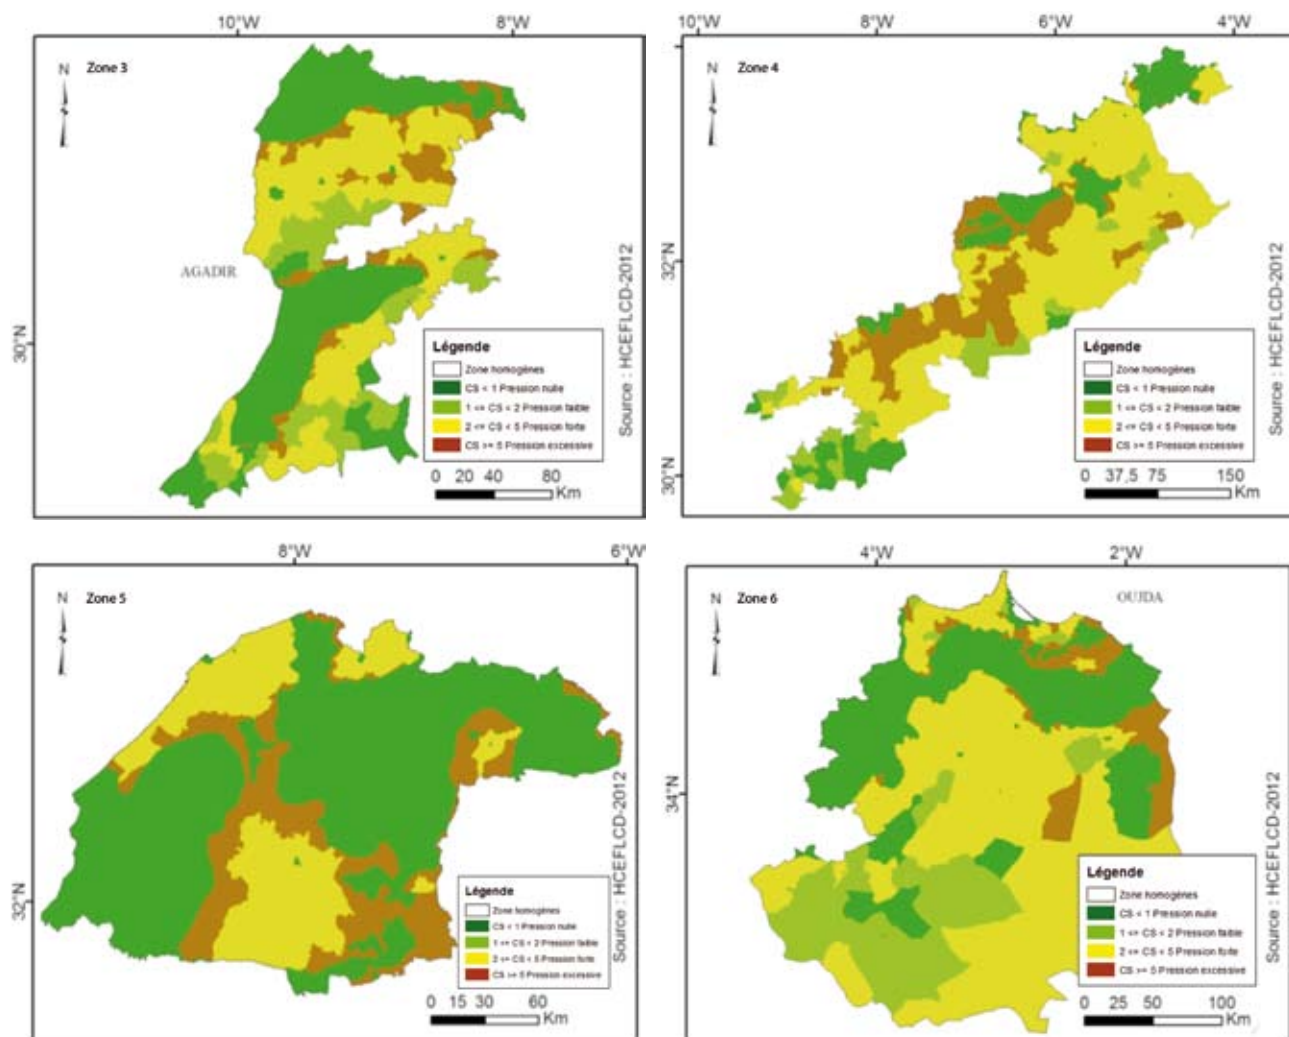 10°W 8°W
N
Zone 3
AGADIR
30°N
Légende
Zone homogènes
CS < 1 Pression nulle
1 <= CS < 2 Pression faible
2 <= CS < 5 Pression forte
CS >= 5 Pression excessive
0 20 40 80
Km
Source : HCEFLCD-2012
10°W 8°W 6°W 4°W
N
Zone 4
32°N
30°N
Légende
Zone homogènes
CS < 1 Pression nulle
1 <= CS < 2 Pression faible
2 <= CS < 5 Pression forte
CS >= 5 Pression excessive
0 37,5 75 150
Km
Source : HCEFLCD-2012
8°W 6°W
N
Zone 5
32°N
Légende
Zone homogènes
CS < 1 Pression nulle
1 <= CS < 2 Pression faible
2 <= CS < 5 Pression forte
CS >= 5 Pression excessive
0 15 30 60
Km
Source : HCEFLCD-2012
4°W 2°W
N
Zone 6
OUJDA
34°N
Légende
Zone homogènes
CS < 1 Pression nulle
1 <= CS < 2 Pression faible
2 <= CS < 5 Pression forte
CS >= 5 Pression excessive
0 25 50 100
Km
Source : HCEFLCD-2012